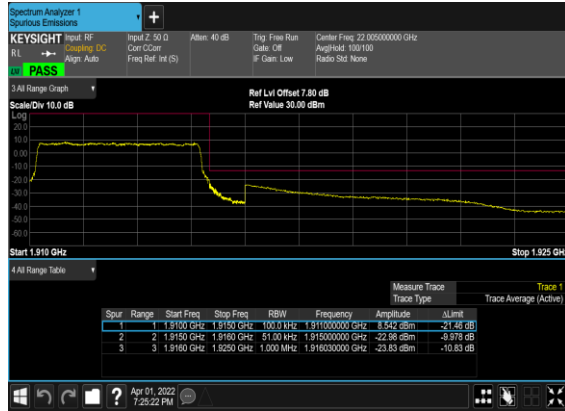 Spectrum Analyzer 1
Spurious Emissions
+
KEYSIGHT Input: RF Input Z: 50 Ω Atten: 40 dB Trig: Free Run Center Freq: 22.005000000 GHz
RL Coupling: DC Corr CCorr Gate: Off Avg|Hold: 100/100
Align: Auto Freq Ref: Int (S) IF Gain: Low Radio Std: None
PASS
3 All Range Graph
Ref Lvl Offset 7.80 dB
Scale/Div 10.0 dB Ref Value 30.00 dBm
Log
20.0
10.0
0.00
-10.0
-20.0
-30.0
-40.0
-50.0
-60.0
Start 1.910 GHz Stop 1.925 GHz
4 All Range Table
Measure Trace Trace 1
Trace Type Trace Average (Active)
Spur Range Start Freq Stop Freq RBW Frequency Amplitude ΔLimit
1 1 1.9100 GHz 1.9150 GHz 100.0 kHz 1.911000000 GHz 8.542 dBm -21.46 dB
2 2 1.9150 GHz 1.9160 GHz 51.00 kHz 1.915000000 GHz -22.98 dBm -9.978 dB
3 3 1.9160 GHz 1.9250 GHz 1.000 MHz 1.916030000 GHz -23.83 dBm -10.83 dB
? Apr 01, 2022
7:25:22 PM